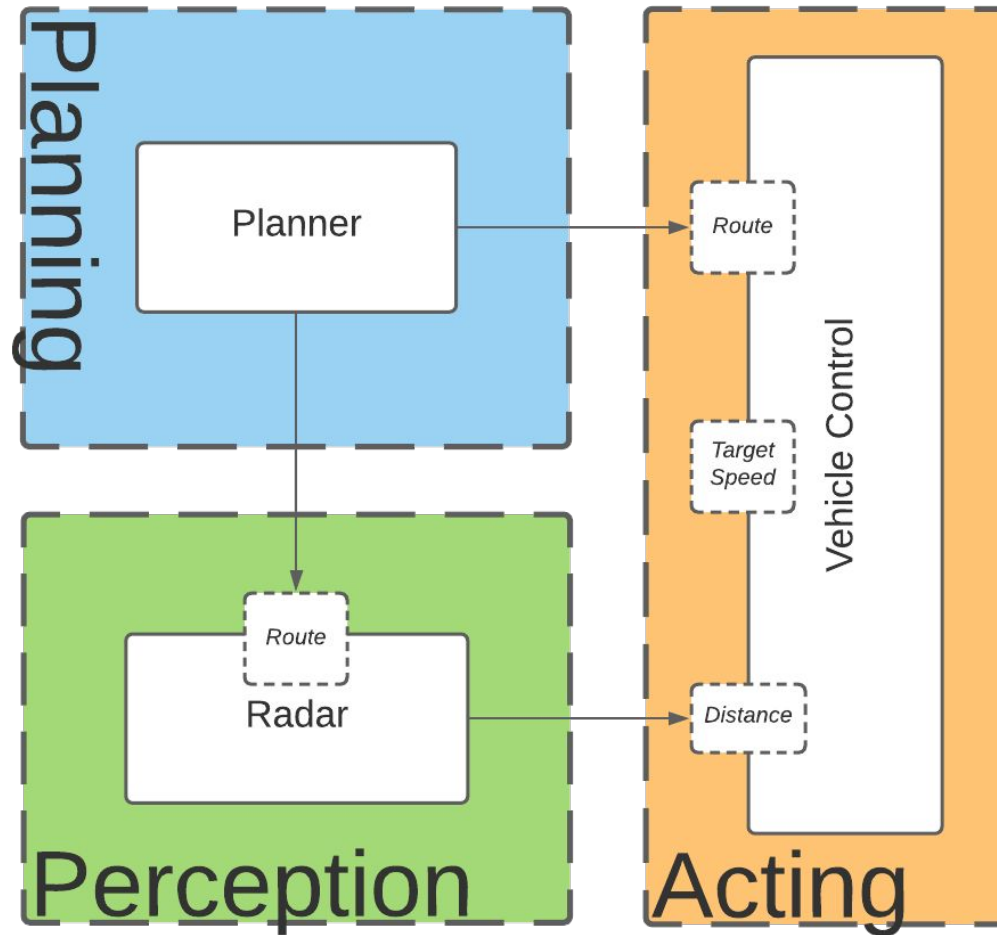 Planning
Planner
Route
Target
Speed
Vehicle Control
Route
Radar
Distance
Perception
Acting